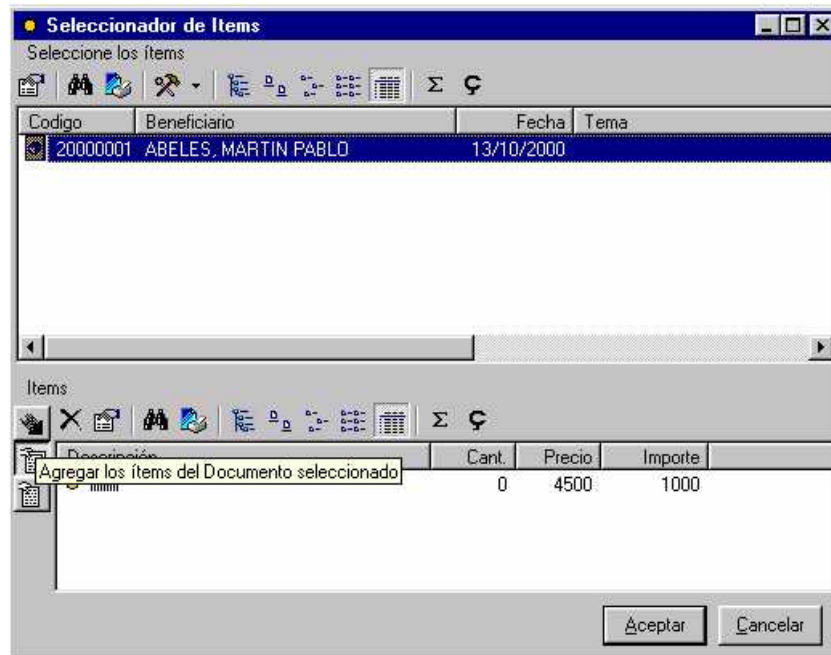 Seleccionador de Items
Seleccione los ítems
Σ Ç
Codigo Beneficiario Fecha Tema
20000001 ABELES, MARTIN PABLO 13/10/2000
Items
Σ Ç
Descripción Cant. Precio Importe
Agregar los ítems del Documento seleccionado
0 4500 1000
Aceptar Cancelar